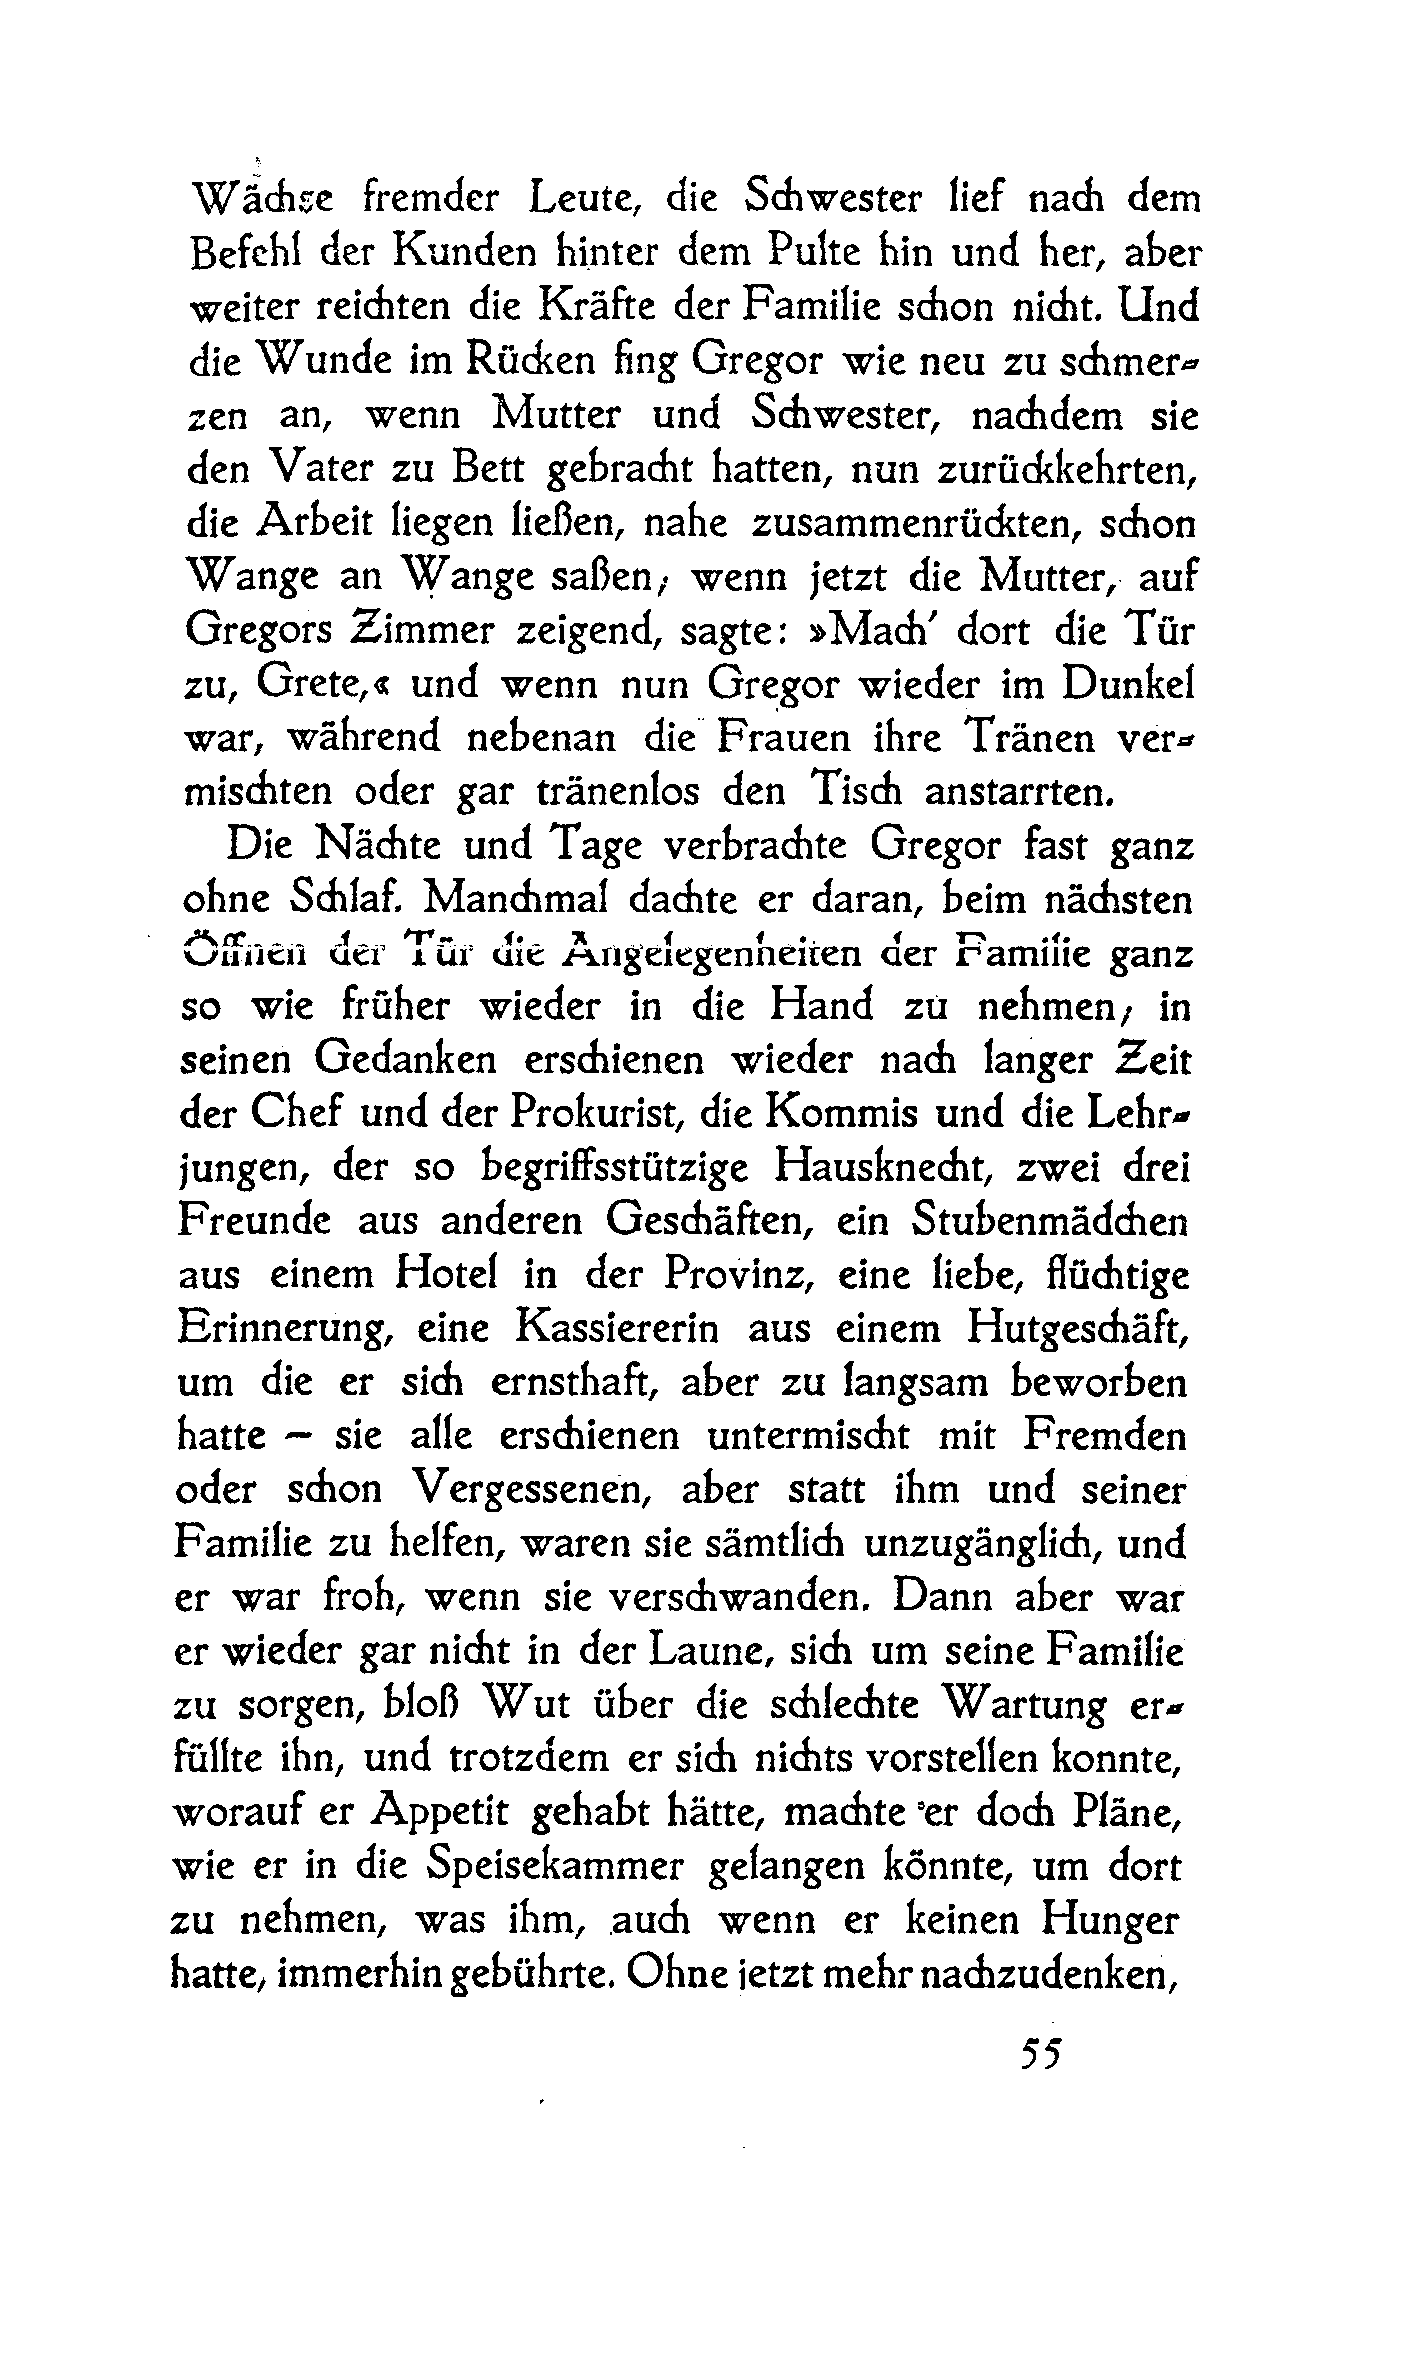 Wächse fremder Leute, die Schwester lief nach dem
Befehl der Kunden hinter dem Pulte hin und her, aber
weiter reichten die Kräfte der Familie schon nicht. Und
die Wunde im Rücken fing Gregor wie neu zu schmer-
zen an, wenn Mutter und Schwester, nachdem sie
den Vater zu Bett gebracht hatten, nun zurückkehrten,
die Arbeit liegen ließen, nahe zusammenrückten, schon
Wange an Wange saßen; wenn jetzt die Mutter, auf
Gregors Zimmer zeigend, sagte: »Mach' dort die Tür
zu, Grete,« und wenn nun Gregor wieder im Dunkel
war, während nebenan die Frauen ihre Tränen ver-
mischten oder gar tränenlos den Tisch anstarrten.
Die Nächte und Tage verbrachte Gregor fast ganz
ohne Schlaf. Manchmal dachte er daran, beim nächsten
Öffnen der Tür die Angelegenheiten der Familie ganz
so wie früher wieder in die Hand zu nehmen; in
seinen Gedanken erschienen wieder nach langer Zeit
der Chef und der Prokurist, die Kommis und die Lehr-
jungen, der so begriffsstützige Hausknecht, zwei drei
Freunde aus anderen Geschäften, ein Stubenmädchen
aus einem Hotel in der Provinz, eine liebe, flüchtige
Erinnerung, eine Kassiererin aus einem Hutgeschäft,
um die er sich ernsthaft, aber zu langsam beworben
hatte — sie alle erschienen untermischt mit Fremden
oder schon Vergessenen, aber statt ihm und seiner
Familie zu helfen, waren sie sämtlich unzugänglich, und
er war froh, wenn sie verschwanden. Dann aber war
er wieder gar nicht in der Laune, sich um seine Familie
zu sorgen, bloß Wut über die schlechte Wartung er-
füllte ihn, und trotzdem er sich nichts vorstellen konnte,
worauf er Appetit gehabt hätte, machte er doch Pläne,
wie er in die Speisekammer gelangen könnte, um dort
zu nehmen, was ihm, auch wenn er keinen Hunger
hatte, immerhin gebührte. Ohne jetzt mehr nachzudenken,
55